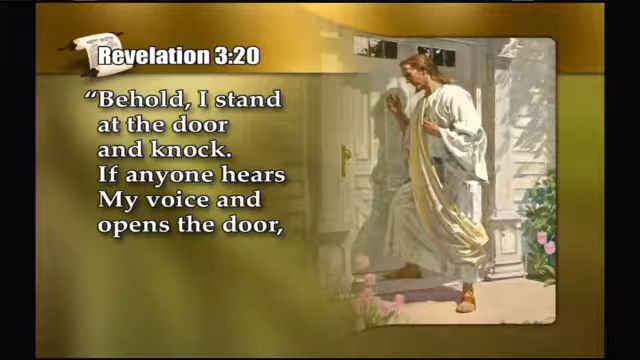 Revelation 3:20
“Behold, I stand
at the door
and knock.
If anyone hears
My voice and
opens the door,